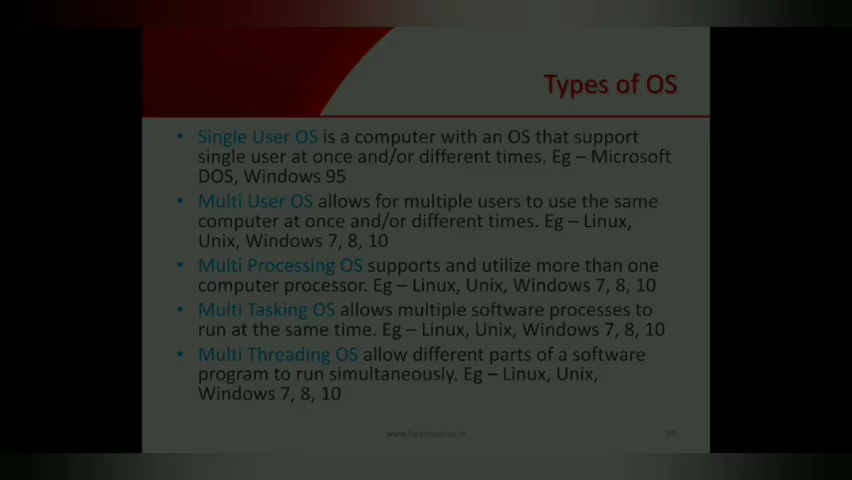 Types of OS
• Single User OS is a computer with an OS that support
single user at once and/or different times. Eg – Microsoft
DOS, Windows 95
• Multi User OS allows for multiple users to use the same
computer at once and/or different times. Eg – Linux,
Unix, Windows 7, 8, 10
• Multi Processing OS supports and utilize more than one
computer processor. Eg – Linux, Unix, Windows 7, 8, 10
• Multi Tasking OS allows multiple software processes to
run at the same time. Eg – Linux, Unix, Windows 7, 8, 10
• Multi Threading OS allow different parts of a software
program to run simultaneously. Eg – Linux, Unix,
Windows 7, 8, 10
10